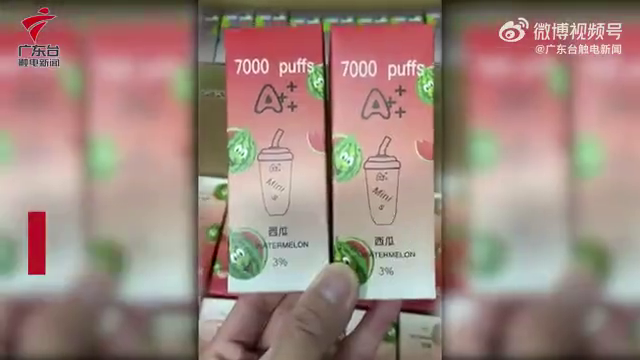 广东台
触电新闻
微博视频号
@广东台触电新闻
7000 puffs
A++
Mini
s
西瓜
WATERMELON
3%
7000 puffs
A++
Mini
s
西瓜
WATERMELON
3%